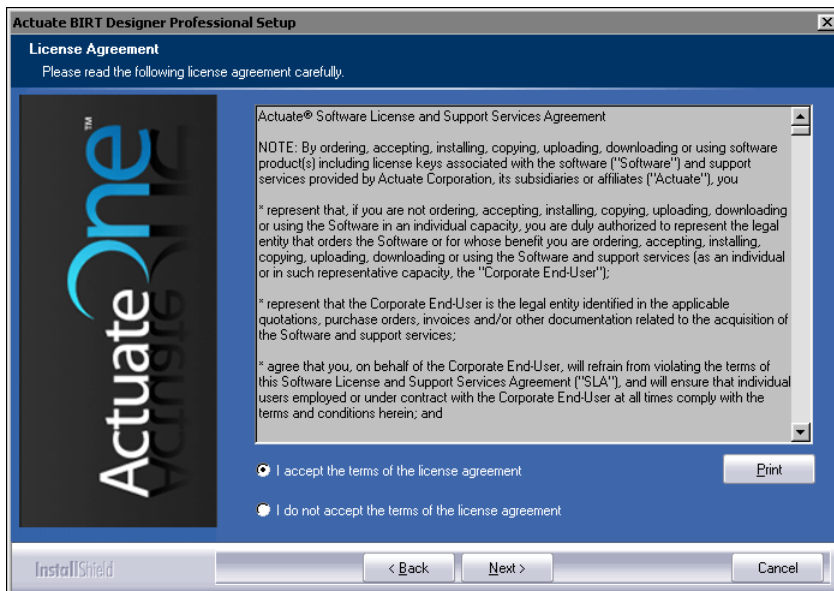 Actuate BIRT Designer Professional Setup
License Agreement
Please read the following license agreement carefully.
ActuateOne™
Actuate® Software License and Support Services Agreement
NOTE: By ordering, accepting, installing, copying, uploading, downloading or using software
product(s) including license keys associated with the software ("Software") and support
services provided by Actuate Corporation, its subsidiaries or affiliates ("Actuate"), you
* represent that, if you are not ordering, accepting, installing, copying, uploading, downloading
or using the Software in an individual capacity, you are duly authorized to represent the legal
entity that orders the Software or for whose benefit you are ordering, accepting, installing,
copying, uploading, downloading or using the Software and support services (as an individual
or in such representative capacity, the "Corporate End-User");
* represent that the Corporate End-User is the legal entity identified in the applicable
quotations, purchase orders, invoices and/or other documentation related to the acquisition of
the Software and support services;
* agree that you, on behalf of the Corporate End-User, will refrain from violating the terms of
this Software License and Support Services Agreement ("SLA"), and will ensure that individual
users employed or under contract with the Corporate End-User at all times comply with the
terms and conditions herein; and
I accept the terms of the license agreement
Print
I do not accept the terms of the license agreement
InstallShield
< Back
Next >
Cancel